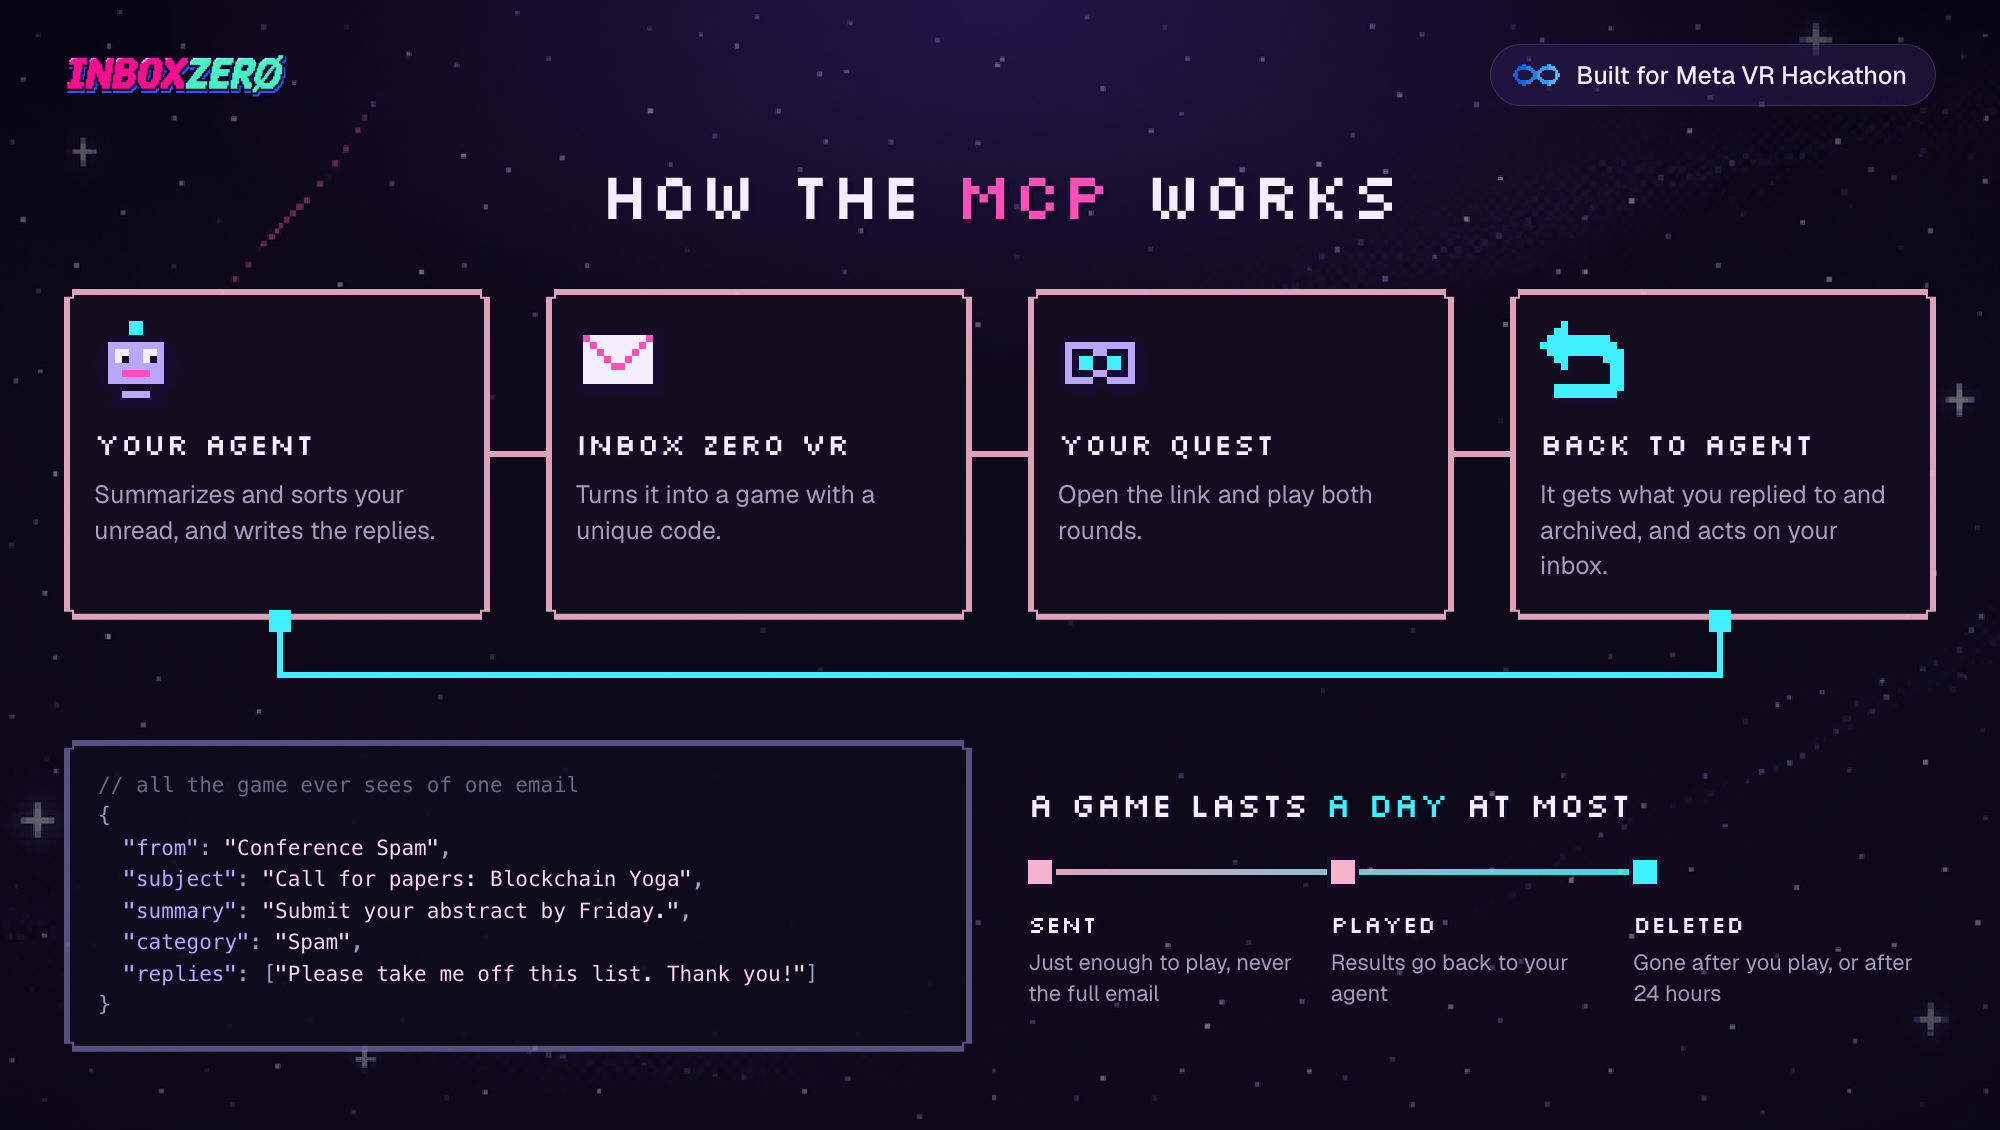 INBOXZERØ
Built for Meta VR Hackathon
HOW THE MCP WORKS
YOUR AGENT
Summarizes and sorts your
unread, and writes the replies.
INBOX ZERO VR
Turns it into a game with a
unique code.
YOUR QUEST
Open the link and play both
rounds.
BACK TO AGENT
It gets what you replied to and
archived, and acts on your
inbox.
// all the game ever sees of one email
{
"from": "Conference Spam",
"subject": "Call for papers: Blockchain Yoga",
"summary": "Submit your abstract by Friday.",
"category": "Spam",
"replies": ["Please take me off this list. Thank you!"]
}
A GAME LASTS A DAY AT MOST
SENT
Just enough to play, never
the full email
PLAYED
Results go back to your
agent
DELETED
Gone after you play, or after
24 hours